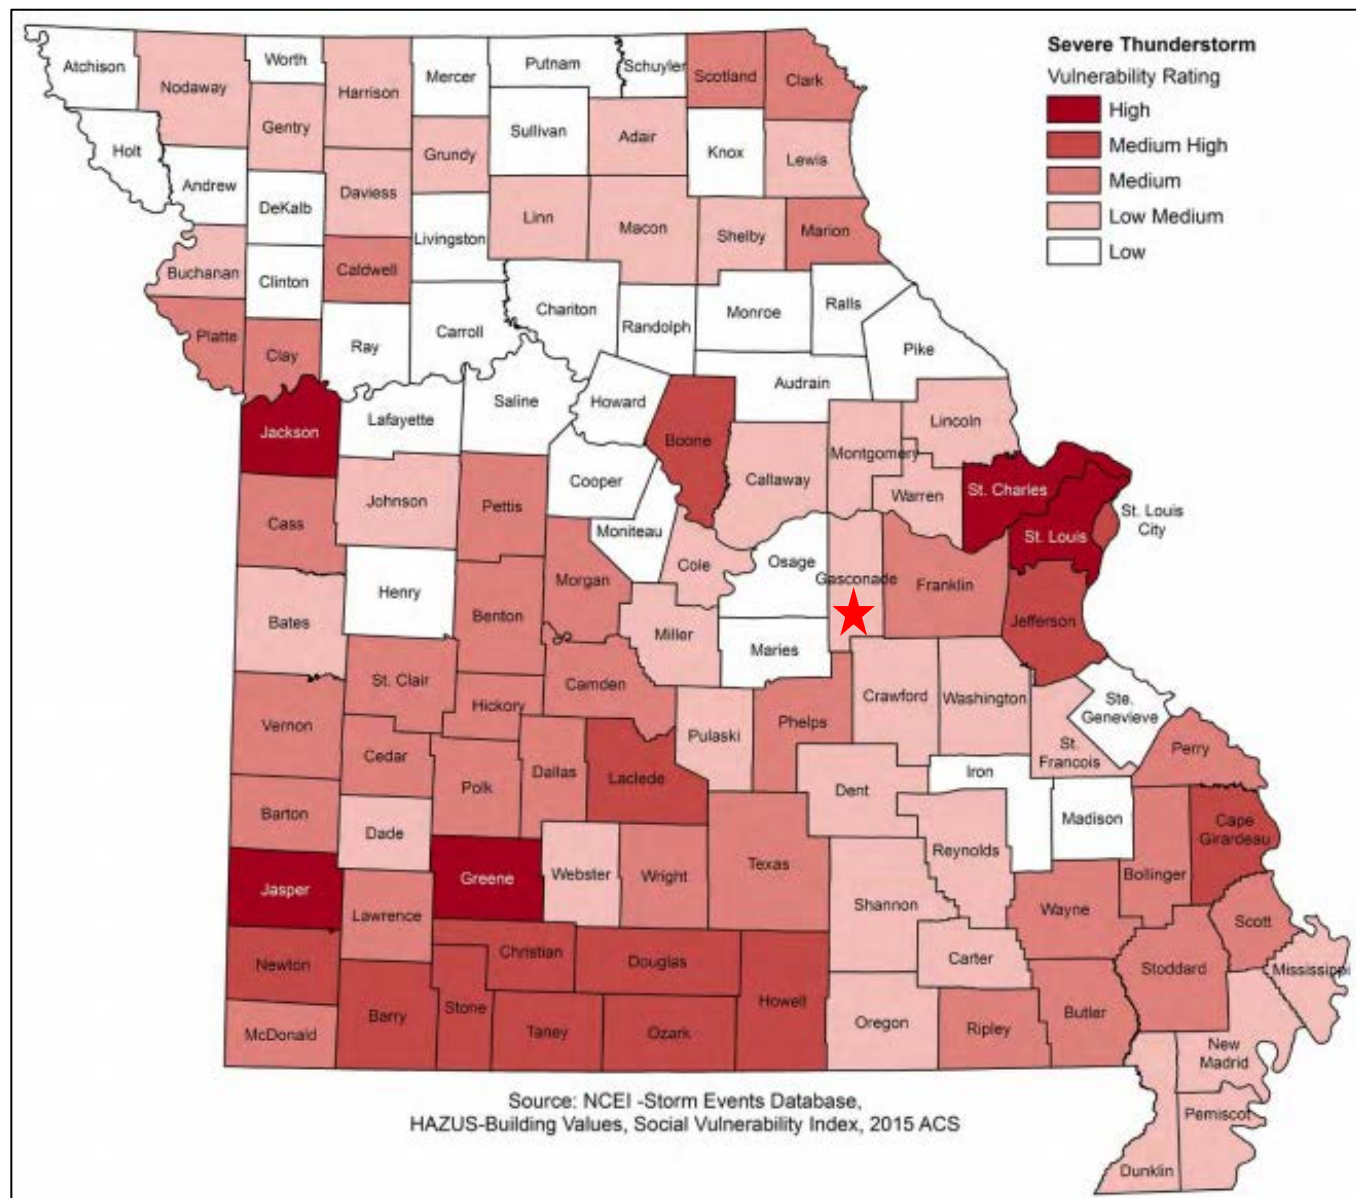 Severe Thunderstorm
Vulnerability Rating
High
Medium High
Medium
Low Medium
Low
Atchison
Nodaway
Worth
Harrison
Mercer
Putnam
Schuyler
Scotland
Clark
Holt
Gentry
Grundy
Sullivan
Adair
Knox
Lewis
Andrew
DeKalb
Daviess
Livingston
Linn
Macon
Shelby
Marion
Buchanan
Clinton
Caldwell
Platte
Clay
Ray
Carroll
Chariton
Randolph
Monroe
Ralls
Pike
Audrain
Jackson
Lafayette
Saline
Howard
Boone
Callaway
Montgomery
Lincoln
Warren
St. Charles
St. Louis
St. Louis
City
Cass
Johnson
Pettis
Cooper
Moniteau
Cole
Osage
Gasconade
Franklin
Jefferson
Bates
Henry
Benton
Morgan
Miller
Maries
St. Clair
Hickory
Camden
Pulaski
Phelps
Crawford
Washington
Ste.
Genevieve
St.
Francois
Perry
Vernon
Cedar
Polk
Dallas
Laclede
Dent
Iron
Madison
Barton
Dade
Greene
Webster
Wright
Texas
Reynolds
Bollinger
Cape
Girardeau
Jasper
Lawrence
Shannon
Wayne
Scott
Newton
Christian
Douglas
Howell
Carter
Stoddard
Mississippi
McDonald
Barry
Stone
Taney
Ozark
Oregon
Ripley
Butler
New
Madrid
Pemiscot
Dunklin
Source: NCEI -Storm Events Database,
HAZUS-Building Values, Social Vulnerability Index, 2015 ACS